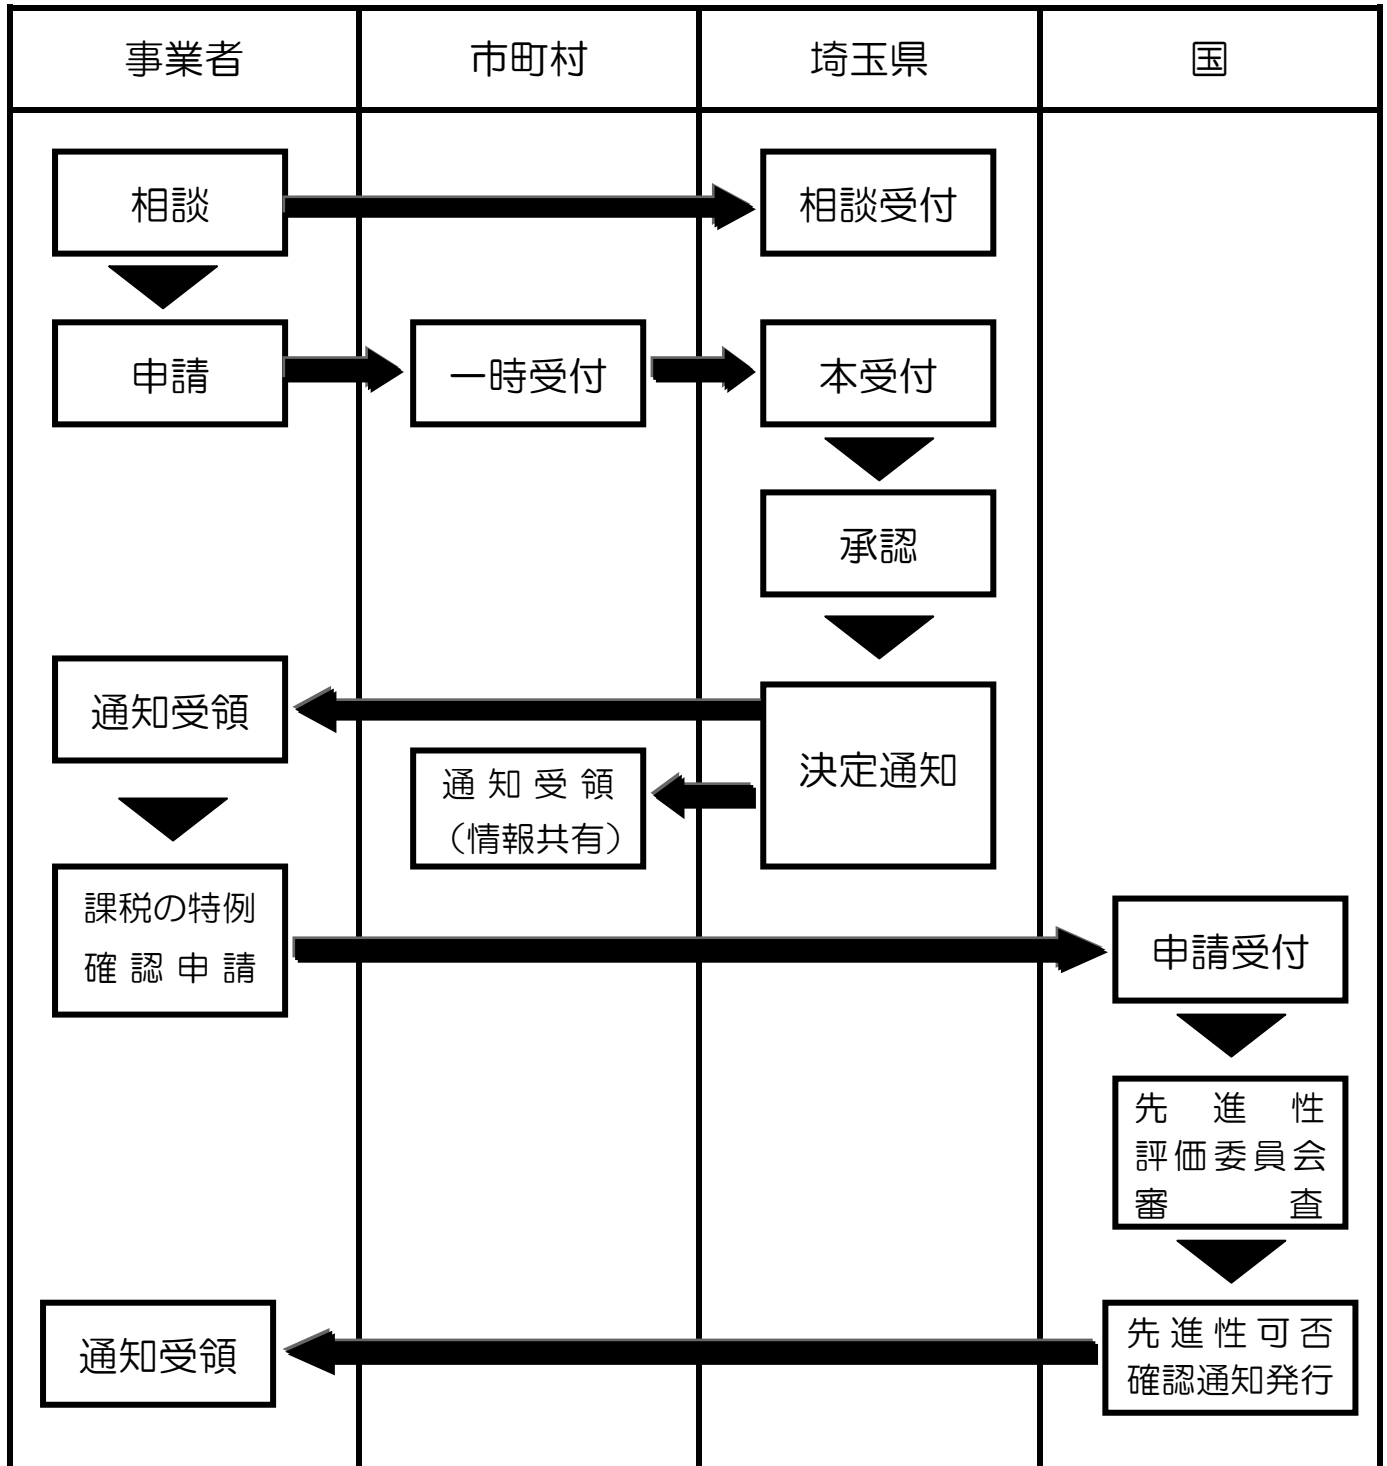 事業者
市町村
埼玉県
国
相談
相談受付
申請
一時受付
本受付
承認
通知受領
決定通知
通知受領
（情報共有）
課税の特例
確認申請
申請受付
先進性
評価委員会
審査
通知受領
先進性可否
確認通知発行